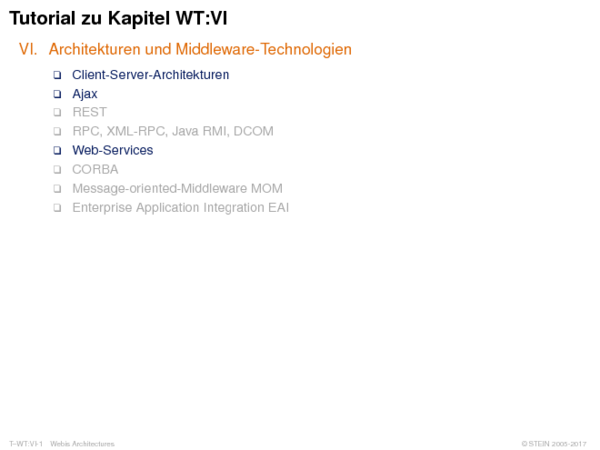 Tutorial zu Kapitel WT:VI
VI. Architekturen und Middleware-Technologien
❑ Client-Server-Architekturen
❑ Ajax
❑ REST
❑ RPC, XML-RPC, Java RMI, DCOM
❑ Web-Services
❑ CORBA
❑ Message-oriented-Middleware MOM
❑ Enterprise Application Integration EAI
T–WT:VI-1 Webis Architectures © STEIN 2005-2017